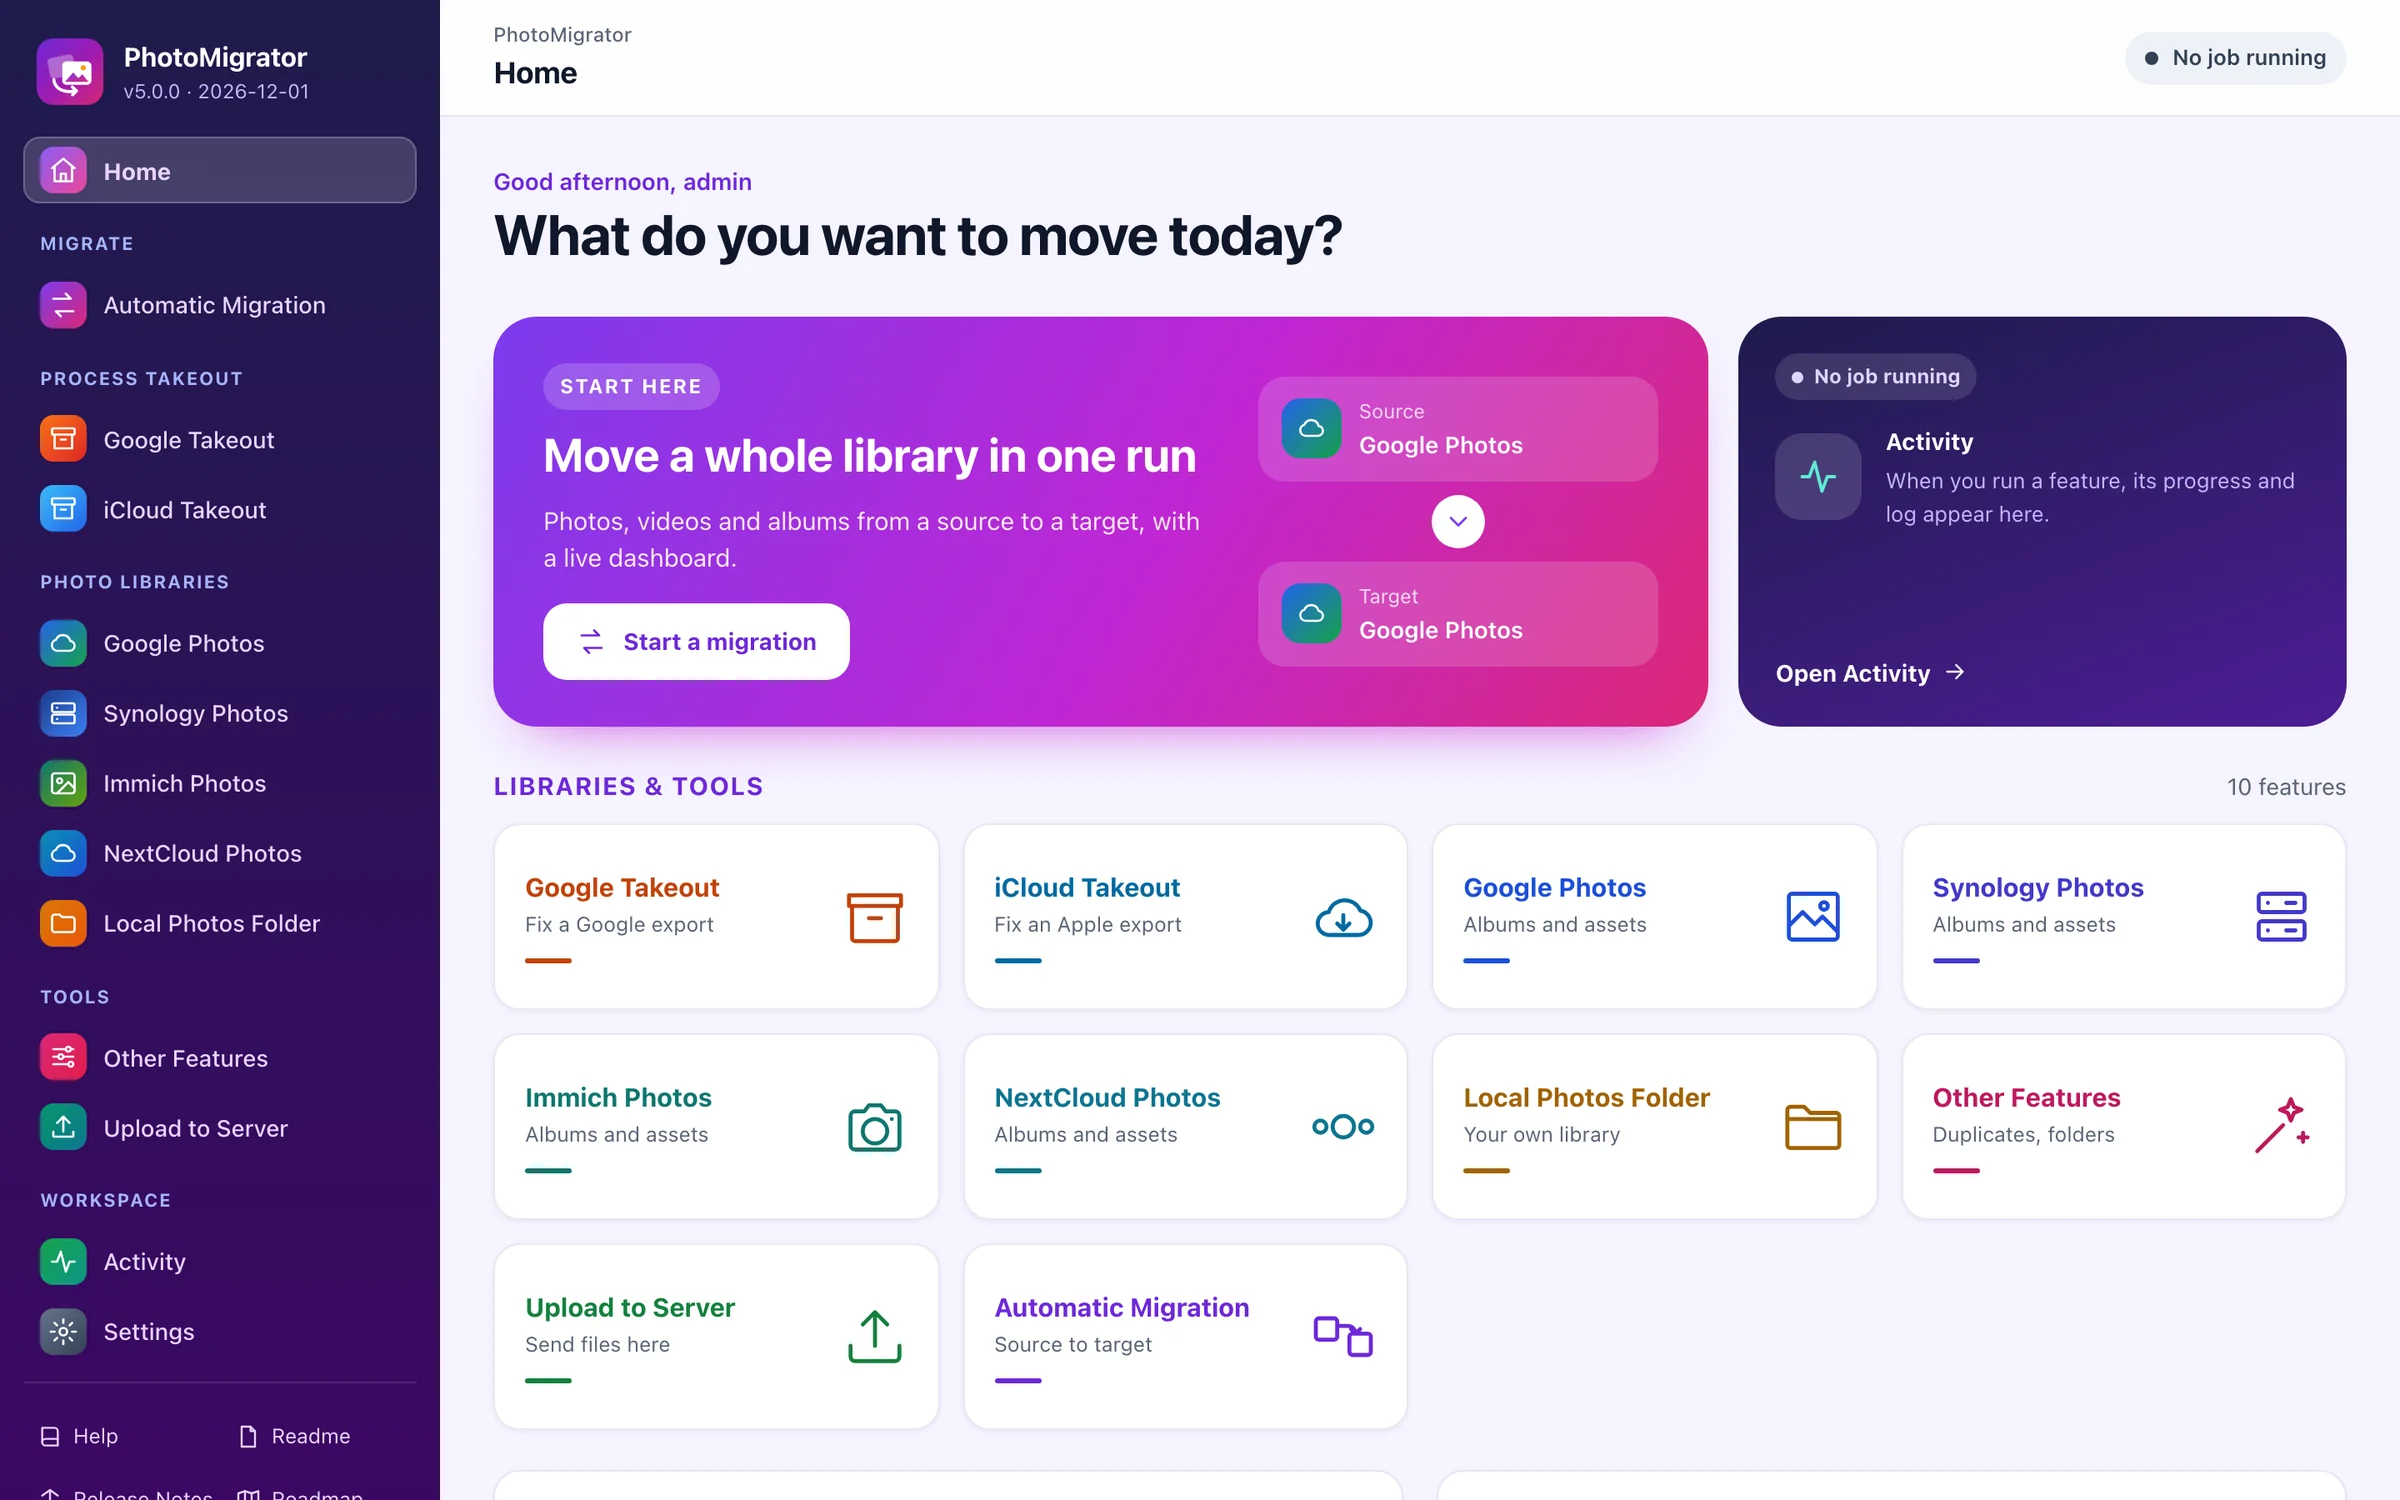 PhotoMigrator
v5.0.0 · 2026-12-01
Home
MIGRATE
Automatic Migration
PROCESS TAKEOUT
Google Takeout
iCloud Takeout
PHOTO LIBRARIES
Google Photos
Synology Photos
Immich Photos
NextCloud Photos
Local Photos Folder
TOOLS
Other Features
Upload to Server
WORKSPACE
Activity
Settings
Help
Readme
Release Notes
Roadmap
PhotoMigrator
Home
No job running
Good afternoon, admin
What do you want to move today?
START HERE
Move a whole library in one run
Photos, videos and albums from a source to a target, with
a live dashboard.
Start a migration
Source
Google Photos
Target
Google Photos
No job running
Activity
When you run a feature, its progress and
log appear here.
Open Activity
LIBRARIES & TOOLS
10 features
Google Takeout
Fix a Google export
iCloud Takeout
Fix an Apple export
Google Photos
Albums and assets
Synology Photos
Albums and assets
Immich Photos
Albums and assets
NextCloud Photos
Albums and assets
Local Photos Folder
Your own library
Other Features
Duplicates, folders
Upload to Server
Send files here
Automatic Migration
Source to target